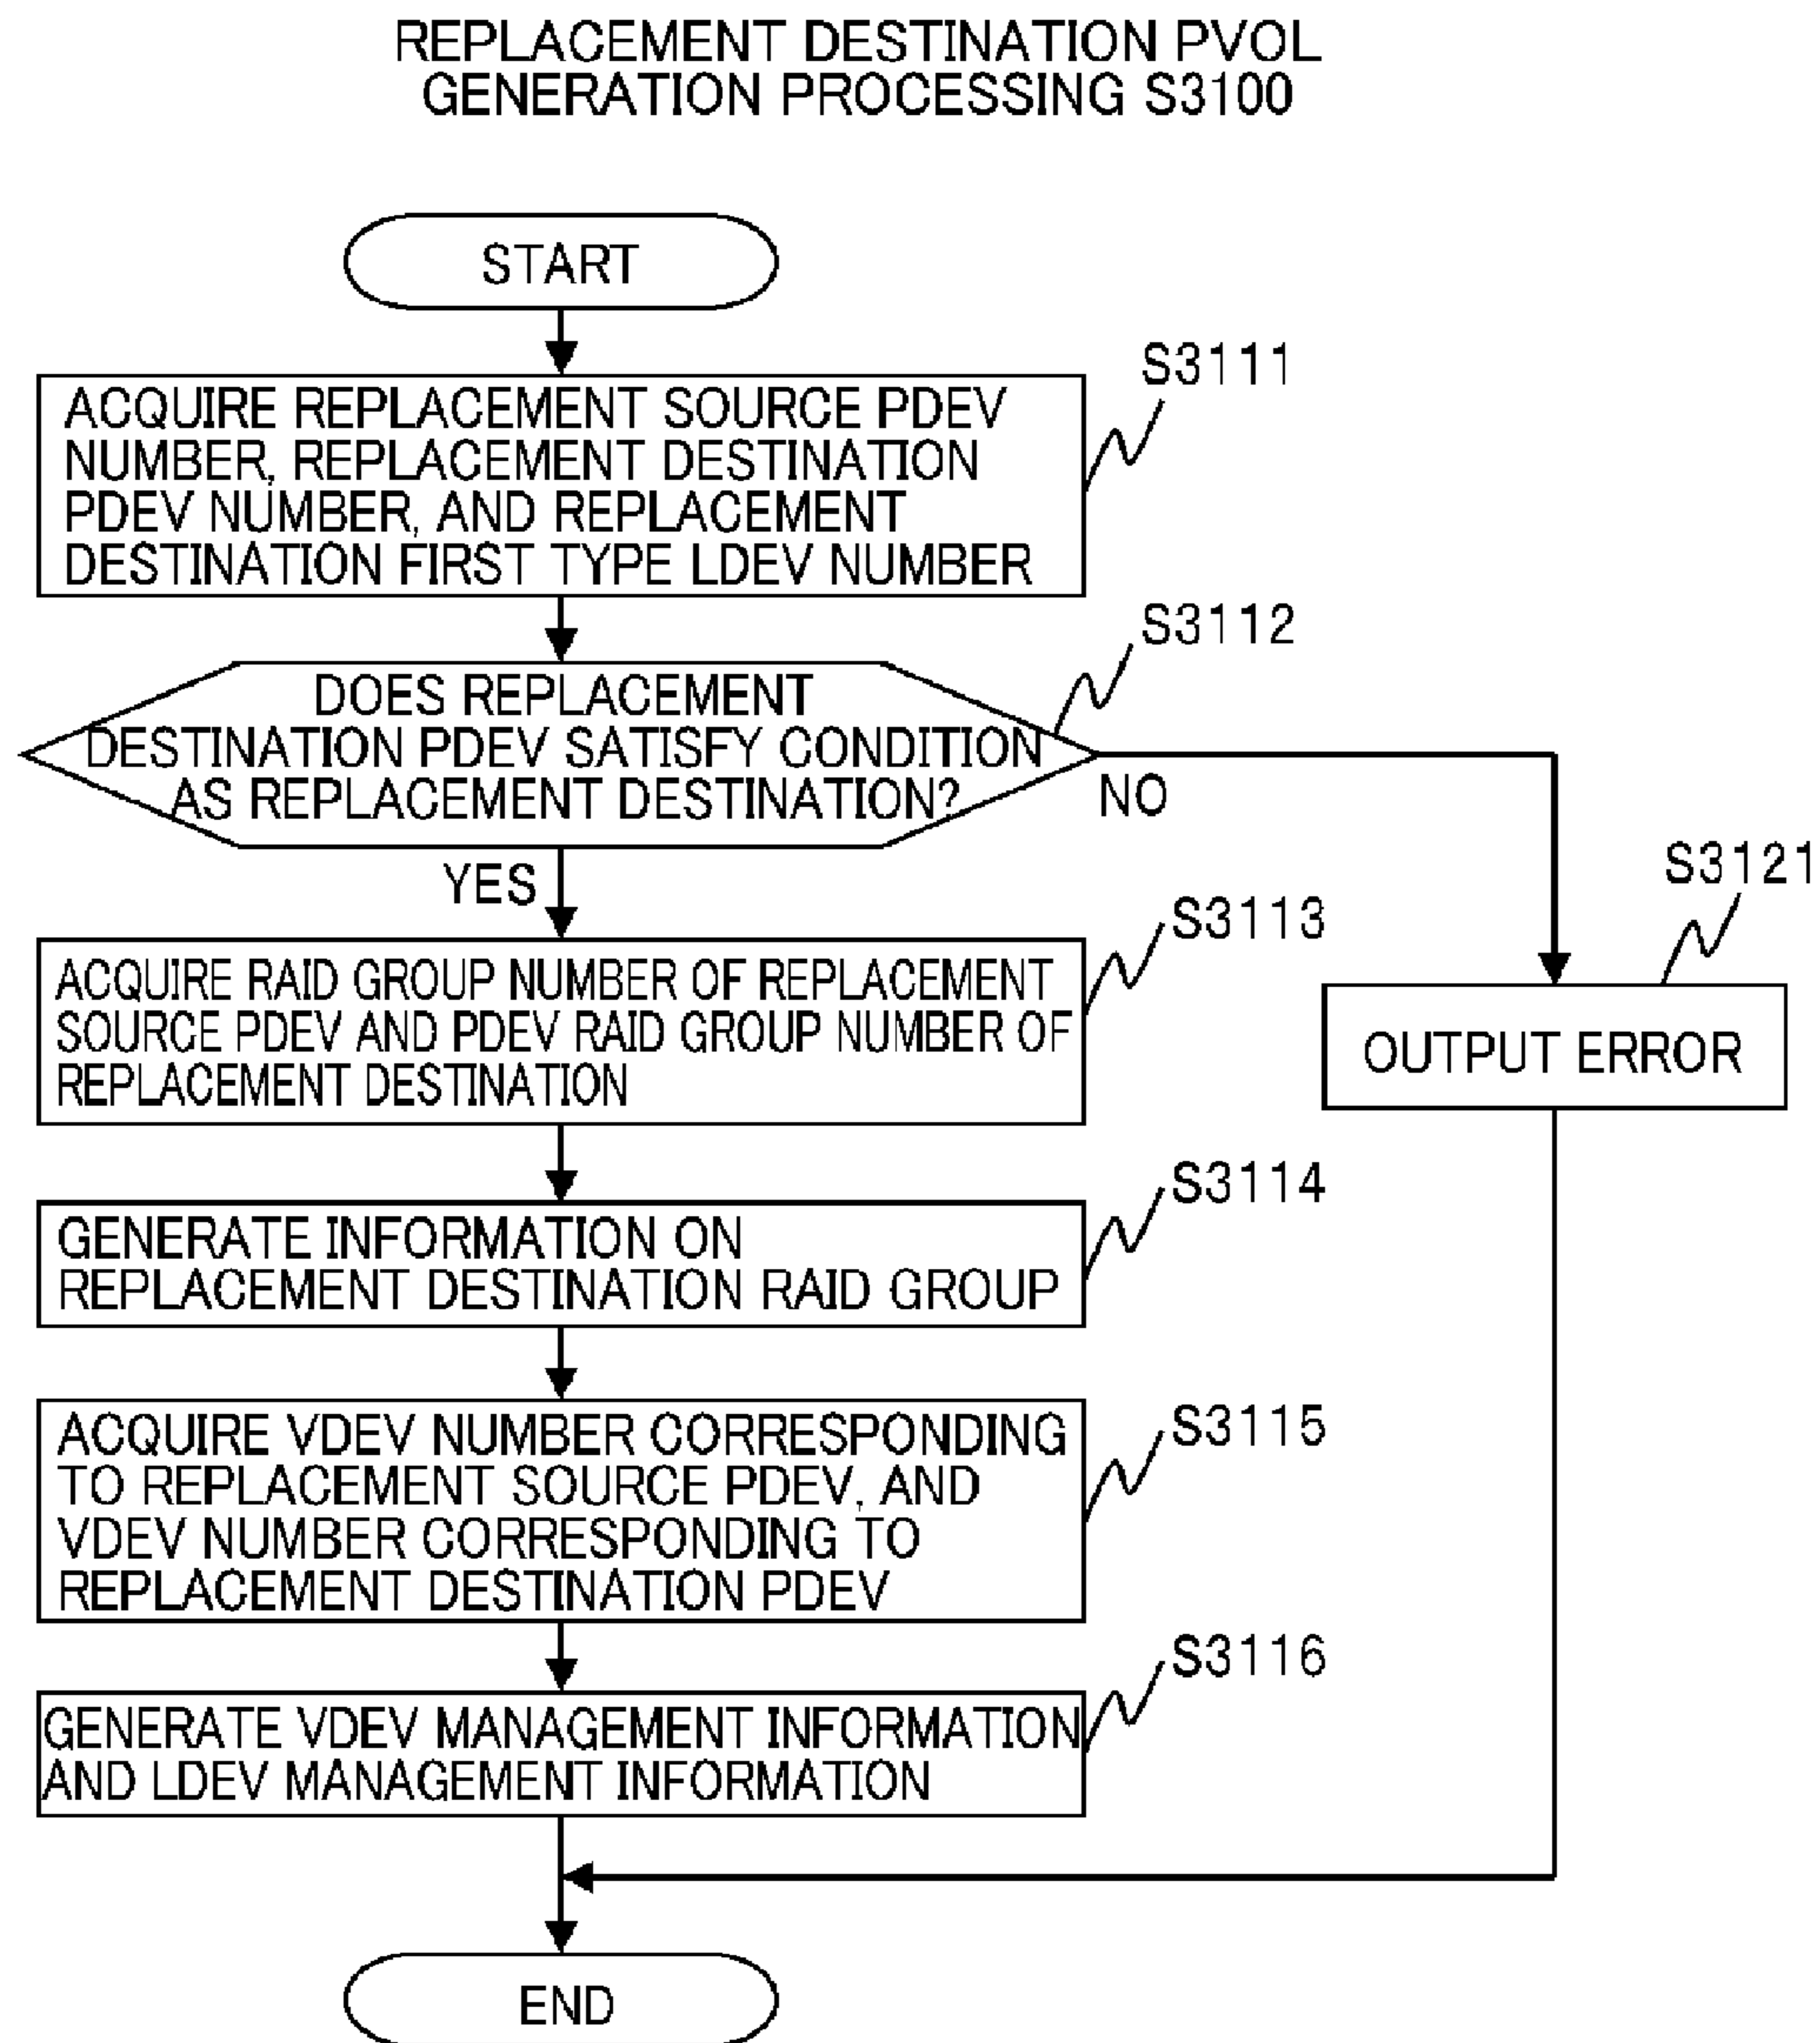 REPLACEMENT DESTINATION PVOL
GENERATION PROCESSING S3100
START
S3111
ACQUIRE REPLACEMENT SOURCE PDEV
NUMBER, REPLACEMENT DESTINATION
PDEV NUMBER, AND REPLACEMENT
DESTINATION FIRST TYPE LDEV NUMBER
S3112
DOES REPLACEMENT
DESTINATION PDEV SATISFY CONDITION
AS REPLACEMENT DESTINATION?
NO
YES
S3121
OUTPUT ERROR
S3113
ACQUIRE RAID GROUP NUMBER OF REPLACEMENT
SOURCE PDEV AND PDEV RAID GROUP NUMBER OF
REPLACEMENT DESTINATION
S3114
GENERATE INFORMATION ON
REPLACEMENT DESTINATION RAID GROUP
S3115
ACQUIRE VDEV NUMBER CORRESPONDING
TO REPLACEMENT SOURCE PDEV, AND
VDEV NUMBER CORRESPONDING TO
REPLACEMENT DESTINATION PDEV
S3116
GENERATE VDEV MANAGEMENT INFORMATION
AND LDEV MANAGEMENT INFORMATION
END